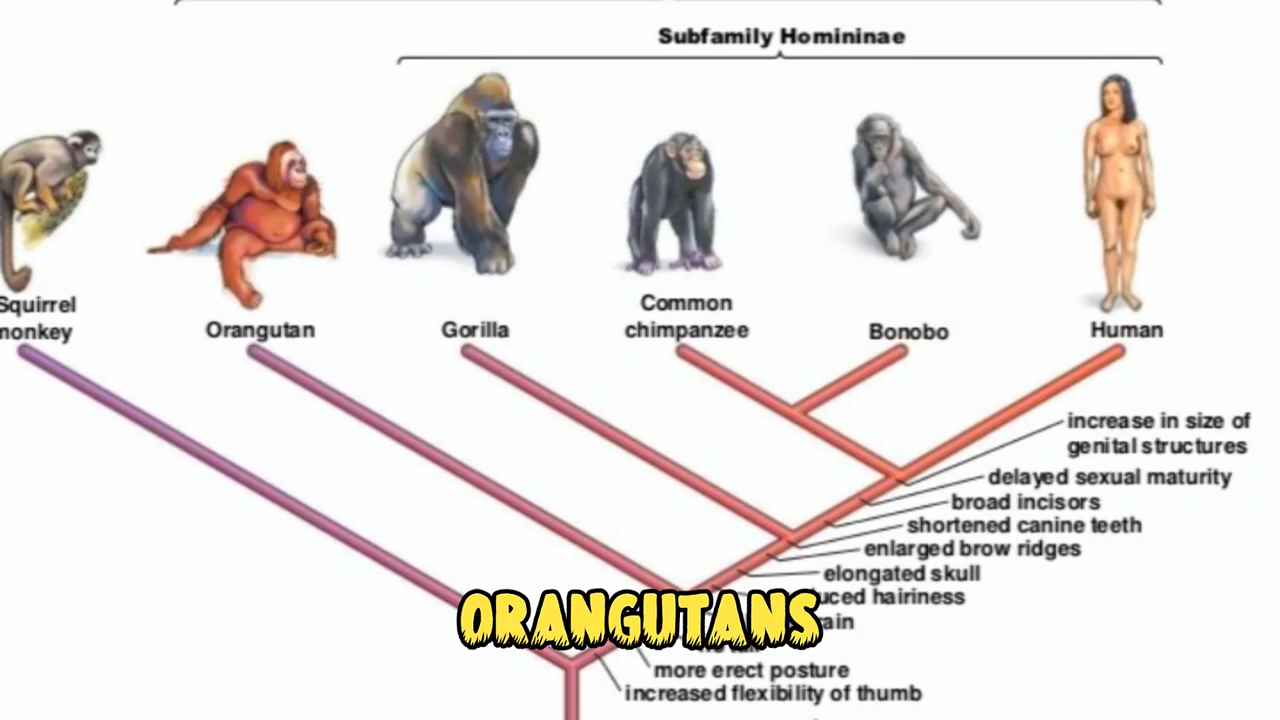 Subfamily Homininae
Squirrel
monkey
Orangutan
Gorilla
Common
chimpanzee
Bonobo
Human
increase in size of
genital structures
delayed sexual maturity
broad incisors
shortened canine teeth
enlarged brow ridges
elongated skull
hairiness
ORANGUTANS
more erect posture
increased flexibility of thumb